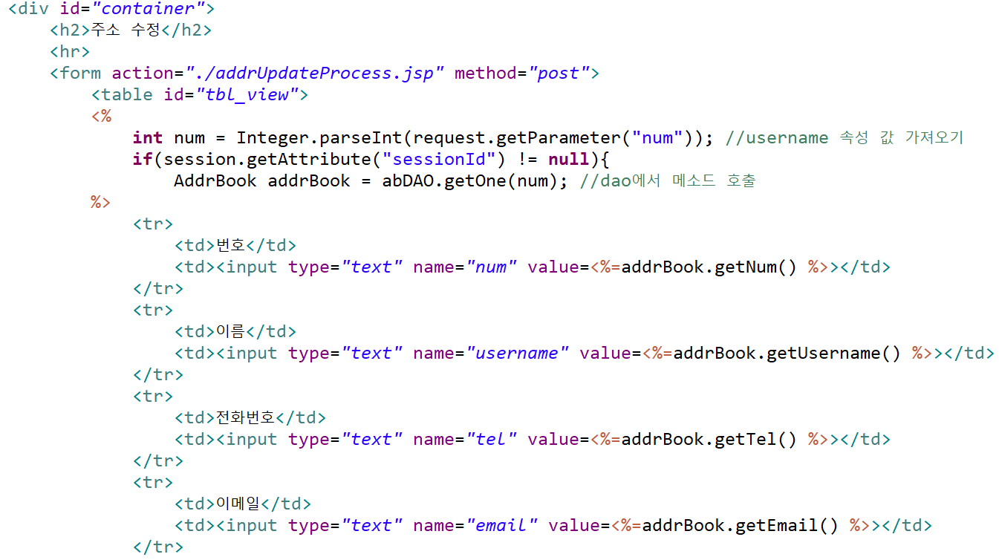 <div id="container">
<h2>주소 수정</h2>
<hr>
<form action="./addrUpdateProcess.jsp" method="post">
<table id="tbl_view">
<%
int num = Integer.parseInt(request.getParameter("num")); //username 속성 값 가져오기
if(session.getAttribute("sessionId") != null){
AddrBook addrBook = abDAO.getOne(num); //dao에서 메소드 호출
%>
<tr>
<td>번호</td>
<td><input type="text" name="num" value=<%=addrBook.getNum() %>></td>
</tr>
<tr>
<td>이름</td>
<td><input type="text" name="username" value=<%=addrBook.getUsername() %>></td>
</tr>
<tr>
<td>전화번호</td>
<td><input type="text" name="tel" value=<%=addrBook.getTel() %>></td>
</tr>
<tr>
<td>이메일</td>
<td><input type="text" name="email" value=<%=addrBook.getEmail() %>></td>
</tr>